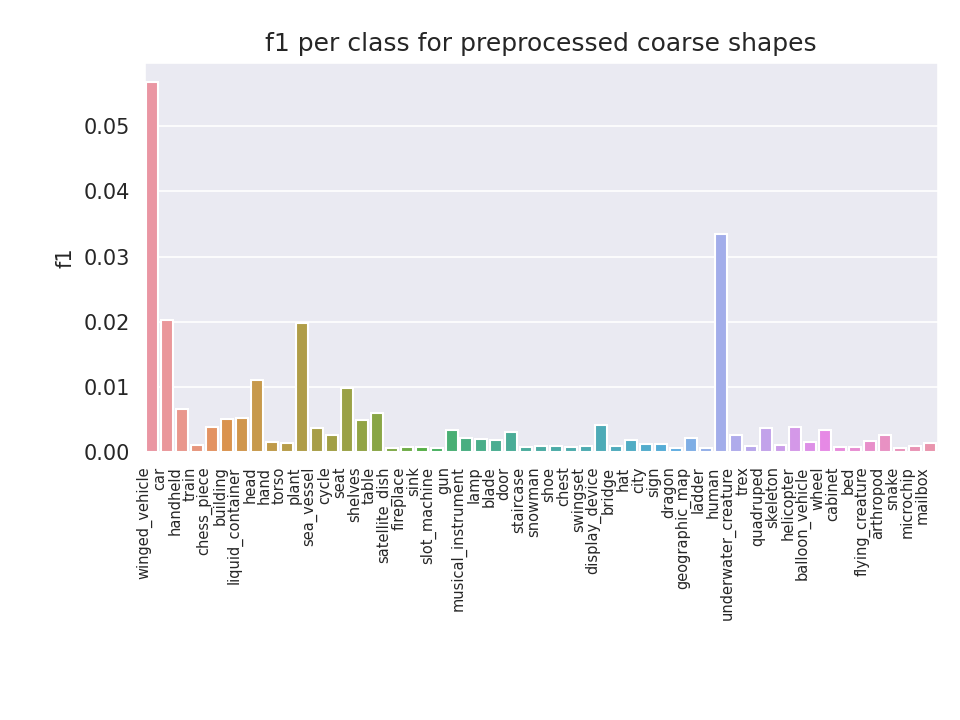 f1 per class for preprocessed coarse shapes
f1
0.05
0.04
0.03
0.02
0.01
0.00
winged_vehicle
car
handheld
train
chess_piece
building
liquid_container
head
hand
torso
plant
sea_vessel
cycle
seat
shelves
table
satellite_dish
fireplace
sink
slot_machine
gun
musical_instrument
lamp
blade
door
staircase
snowman
shoe
chest
swingset
display_device
bridge
hat
city
sign
dragon
geographic_map
ladder
human
underwater_creature
trex
quadruped
skeleton
helicopter
balloon_vehicle
wheel
cabinet
bed
flying_creature
arthropod
snake
microchip
mailbox